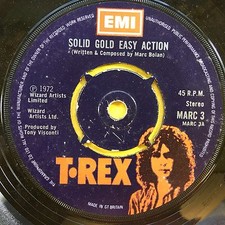 EMI
SOLID GOLD EASY ACTION
(Written & Composed by Marc Bolan)
℗ 1972
Wizard Artists
Limited
Wizard
Artists Ltd.
Produced by
Tony Visconti
45 R.P.M.
Stereo
MARC 3
MARC 3A
T·REX
MADE IN GT BRITAIN